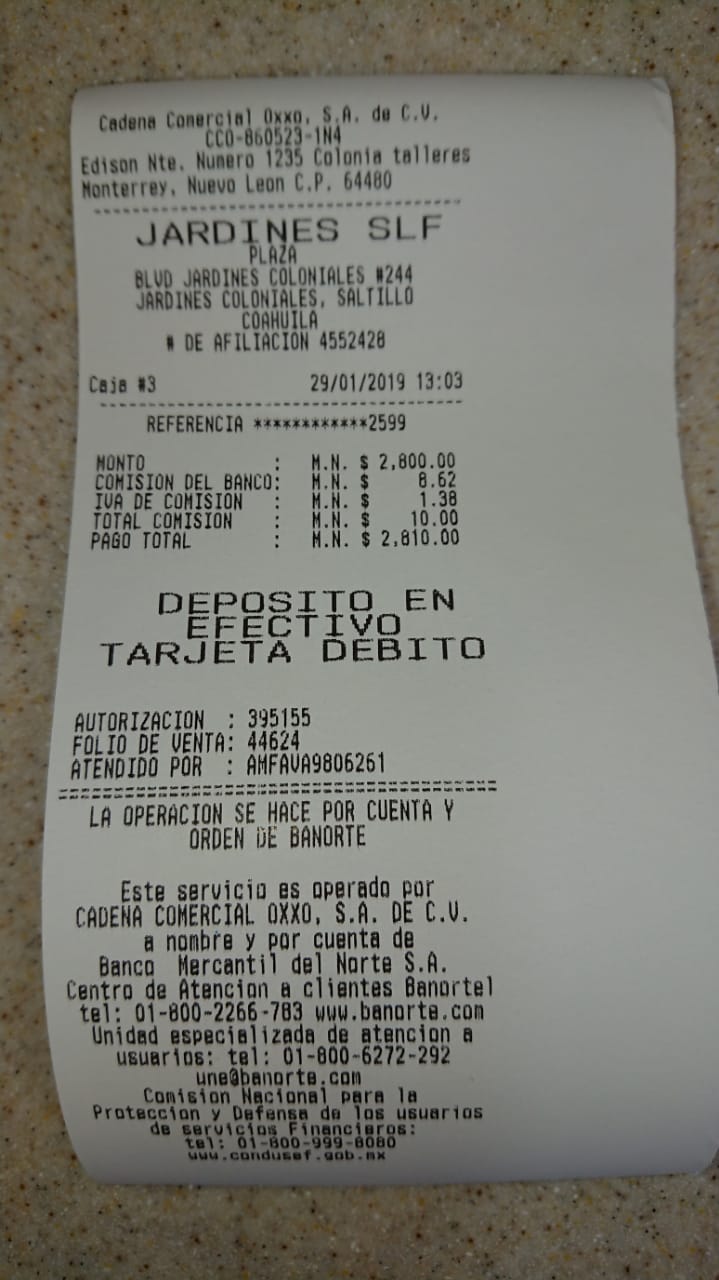 Cadena Comercial Oxxo, S.A. de C.V.
CCO-860523-1N4
Edison Nte. Numero 1235 Colonia talleres
Monterrey, Nuevo Leon C.P. 64480
JARDINES SLF
PLAZA
BLVD JARDINES COLONIALES #244
JARDINES COLONIALES, SALTILLO
COAHUILA
# DE AFILIACION 4552428
Caja #3 29/01/2019 13:03
REFERENCIA ************2599
MONTO : M.N. $ 2,800.00
COMISION DEL BANCO: M.N. $ 8.62
IVA DE COMISION : M.N. $ 1.38
TOTAL COMISION : M.N. $ 10.00
PAGO TOTAL : M.N. $ 2,810.00
DEPOSITO EN
EFECTIVO
TARJETA DEBITO
AUTORIZACION : 395155
FOLIO DE VENTA: 44624
ATENDIDO POR : AMFAVA9806261
LA OPERACION SE HACE POR CUENTA Y
ORDEN DE BANORTE
Este servicio es operado por
CADENA COMERCIAL OXXO, S.A. DE C.V.
a nombre y por cuenta de
Banco Mercantil del Norte S.A.
Centro de Atencion a clientes Banortel
tel: 01-800-2266-783 www.banorte.com
Unidad especializada de atencion a
usuarios: tel: 01-800-6272-292
une@banorte.com
Comision Nacional para la
Proteccion y Defensa de los usuarios
de servicios Financieros:
tel: 01-800-999-8080
www.condusef.gob.mx